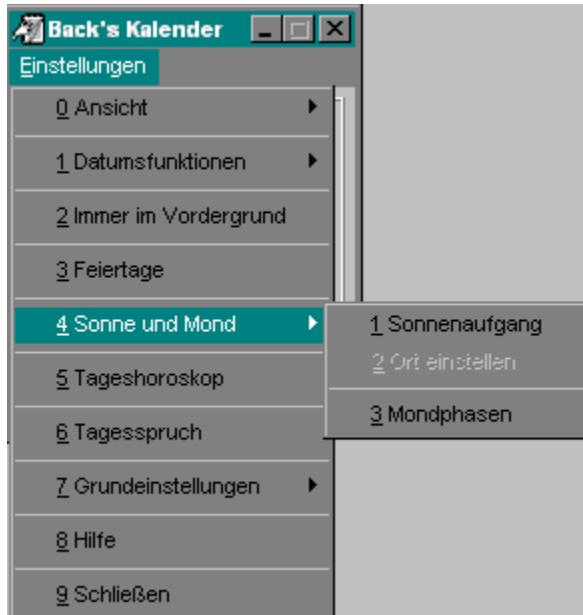 Back's Kalender
Einstellungen
0 Ansicht
1 Datumsfunktionen
2 Immer im Vordergrund
3 Feiertage
4 Sonne und Mond
1 Sonnenaufgang
2 Ort einstellen
3 Mondphasen
5 Tageshoroskop
6 Tagesspruch
7 Grundeinstellungen
8 Hilfe
9 Schließen